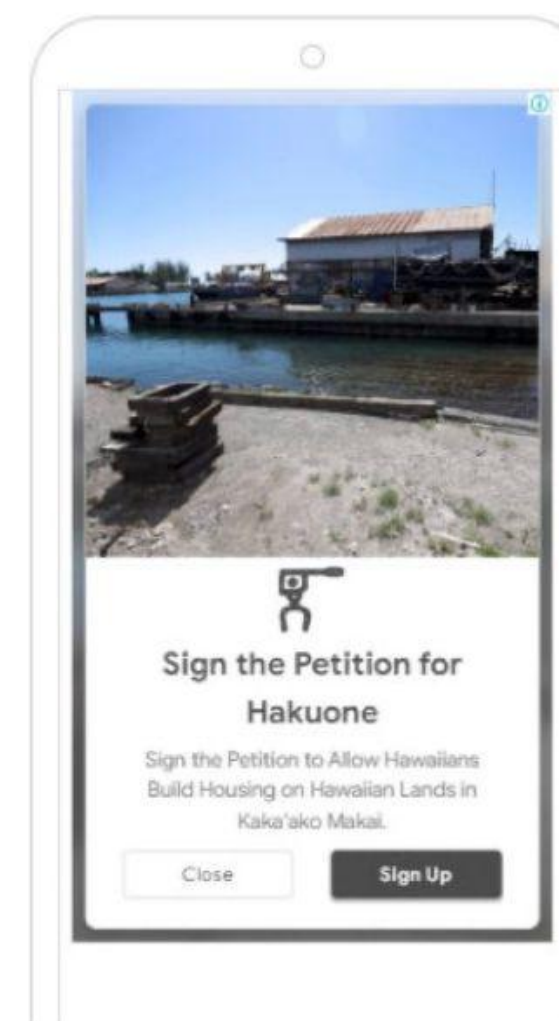 Sign the Petition for
Hakuone
Sign the Petition to Allow Hawaiians
Build Housing on Hawaiian Lands in
Kaka'ako Makai.
Close
Sign Up